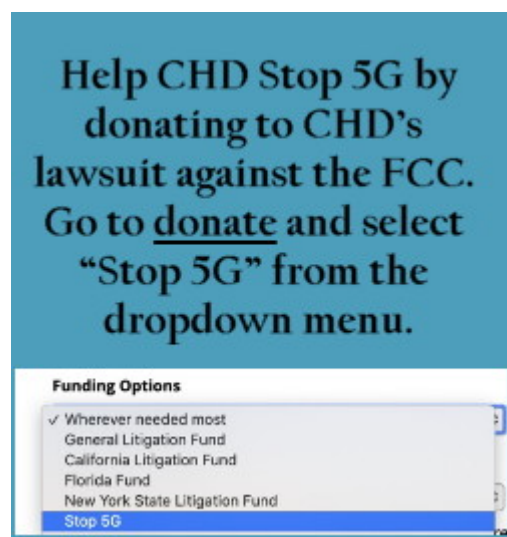 Help CHD Stop 5G by
donating to CHD's
lawsuit against the FCC.
Go to donate and select
“Stop 5G” from the
dropdown menu.
Funding Options
✓ Wherever needed most
General Litigation Fund
California Litigation Fund
Florida Fund
New York State Litigation Fund
Stop 5G